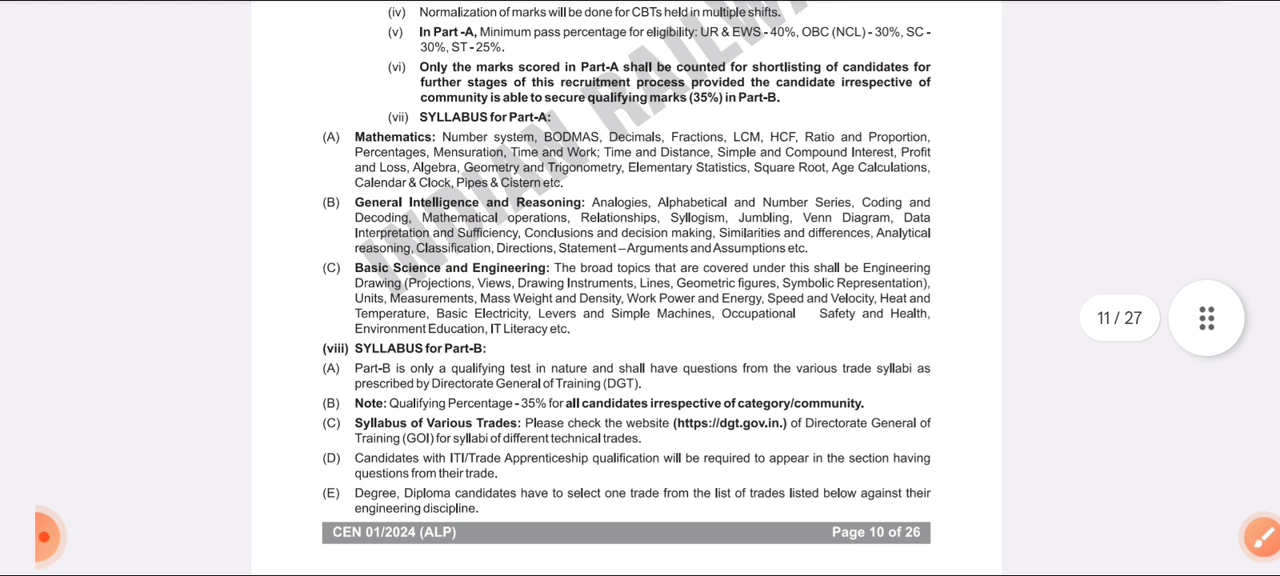 (iv) Normalization of marks will be done for CBTs held in multiple shifts.
(v) In Part -A, Minimum pass percentage for eligibility: UR & EWS - 40%, OBC (NCL) - 30%, SC -
30%, ST - 25%.
(vi) Only the marks scored in Part-A shall be counted for shortlisting of candidates for
further stages of this recruitment process provided the candidate irrespective of
community is able to secure qualifying marks (35%) in Part-B.
(vii) SYLLABUS for Part-A:
(A) Mathematics: Number system, BODMAS, Decimals, Fractions, LCM, HCF, Ratio and Proportion,
Percentages, Mensuration, Time and Work; Time and Distance, Simple and Compound Interest, Profit
and Loss, Algebra, Geometry and Trigonometry, Elementary Statistics, Square Root, Age Calculations,
Calendar & Clock, Pipes & Cistern etc.
(B) General Intelligence and Reasoning: Analogies, Alphabetical and Number Series, Coding and
Decoding, Mathematical operations, Relationships, Syllogism, Jumbling, Venn Diagram, Data
Interpretation and Sufficiency, Conclusions and decision making, Similarities and differences, Analytical
reasoning, Classification, Directions, Statement – Arguments and Assumptions etc.
(C) Basic Science and Engineering: The broad topics that are covered under this shall be Engineering
Drawing (Projections, Views, Drawing Instruments, Lines, Geometric figures, Symbolic Representation),
Units, Measurements, Mass Weight and Density, Work Power and Energy, Speed and Velocity, Heat and
Temperature, Basic Electricity, Levers and Simple Machines, Occupational Safety and Health,
Environment Education, IT Literacy etc.
(viii) SYLLABUS for Part-B:
(A) Part-B is only a qualifying test in nature and shall have questions from the various trade syllabi as
prescribed by Directorate General of Training (DGT).
(B) Note: Qualifying Percentage - 35% for all candidates irrespective of category/community.
(C) Syllabus of Various Trades: Please check the website (https://dgt.gov.in.) of Directorate General of
Training (GOI) for syllabi of different technical trades.
(D) Candidates with ITI/Trade Apprenticeship qualification will be required to appear in the section having
questions from their trade.
(E) Degree, Diploma candidates have to select one trade from the list of trades listed below against their
engineering discipline.
CEN 01/2024 (ALP) Page 10 of 26
11 / 27
INDIAN RAILW